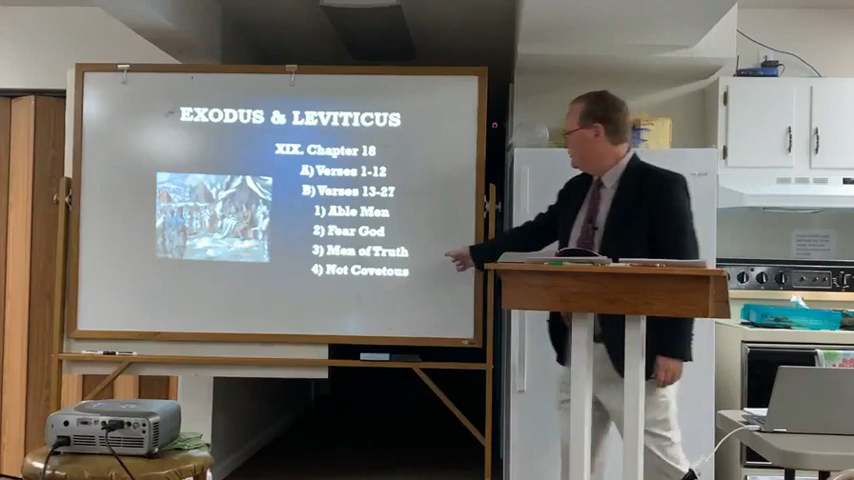 EXODUS & LEVITICUS
XIX. Chapter 18
A) Verses 1-12
B) Verses 13-27
1) Able Men
2) Fear God
3) Men of Truth
4) Not Covetous